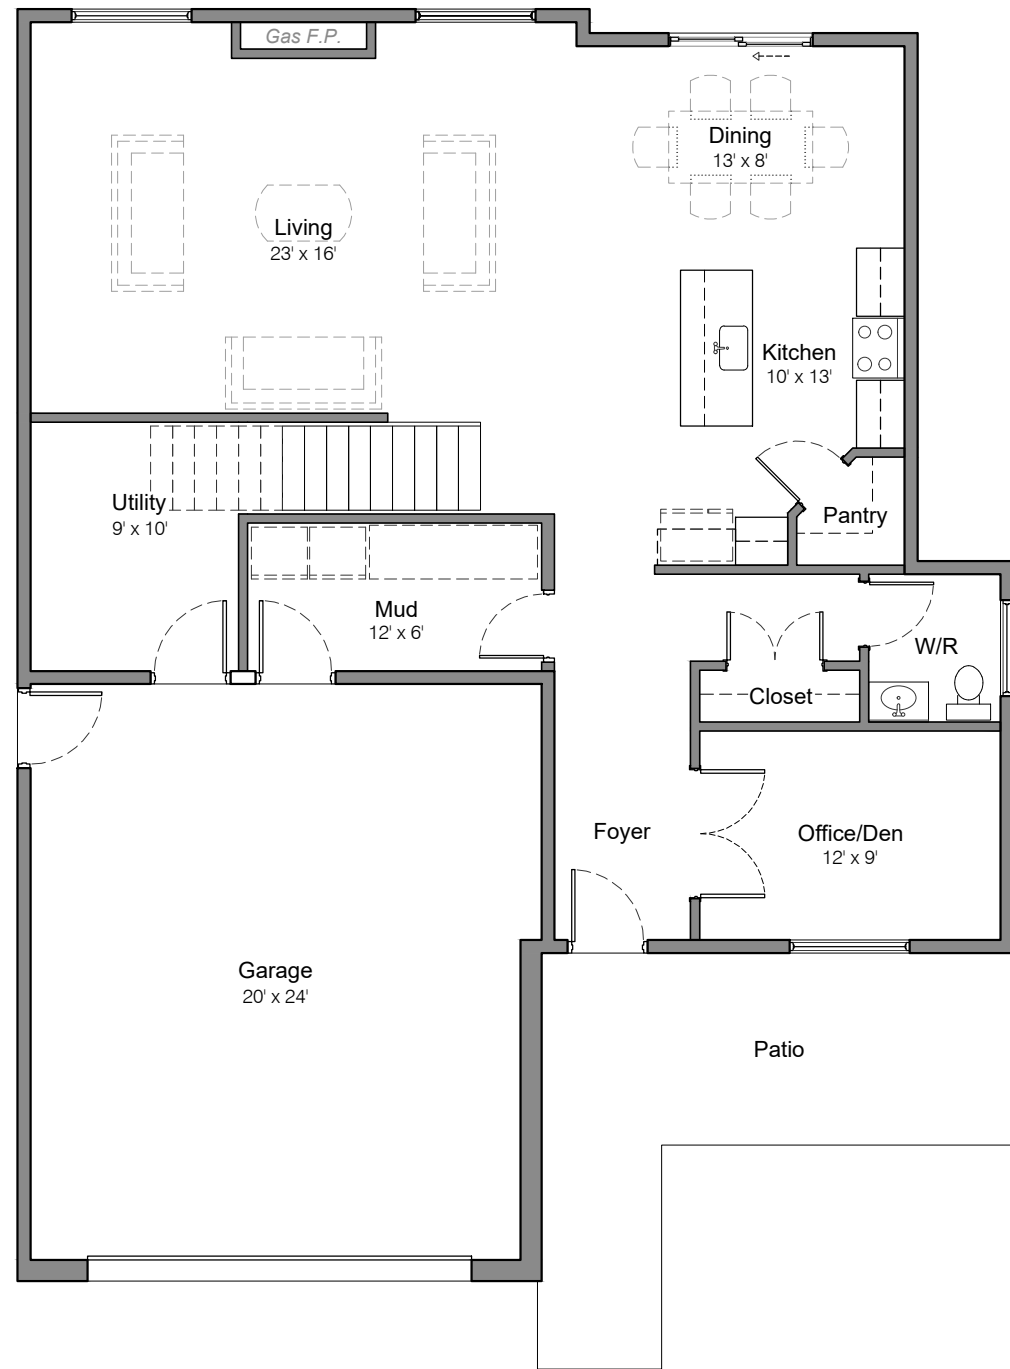 Gas F.P.
Dining
13' x 8'
Living
23' x 16'
Kitchen
10' x 13'
Utility
9' x 10'
Pantry
Mud
12' x 6'
W/R
Closet
Foyer
Office/Den
12' x 9'
Garage
20' x 24'
Patio